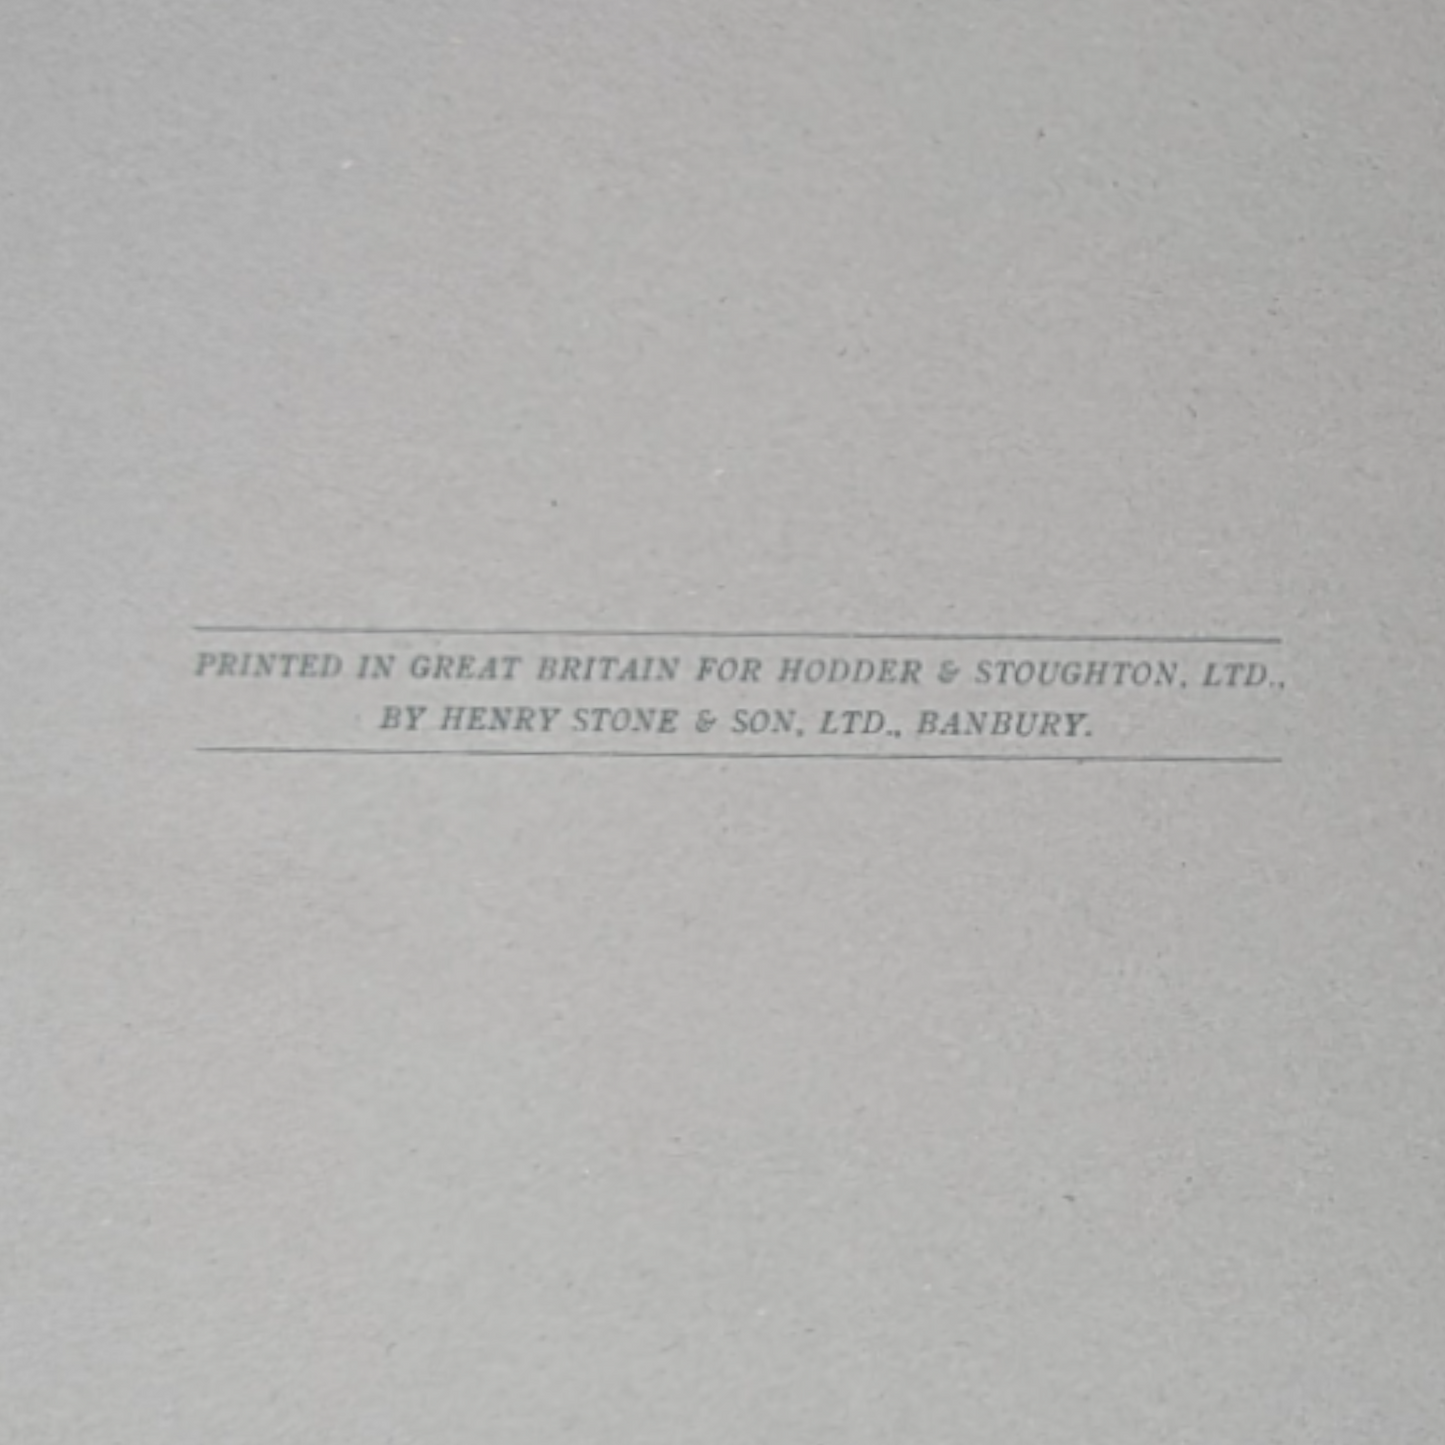 PRINTED IN GREAT BRITAIN FOR HODDER & STOUGHTON, LTD.,
BY HENRY STONE & SON, LTD., BANBURY.